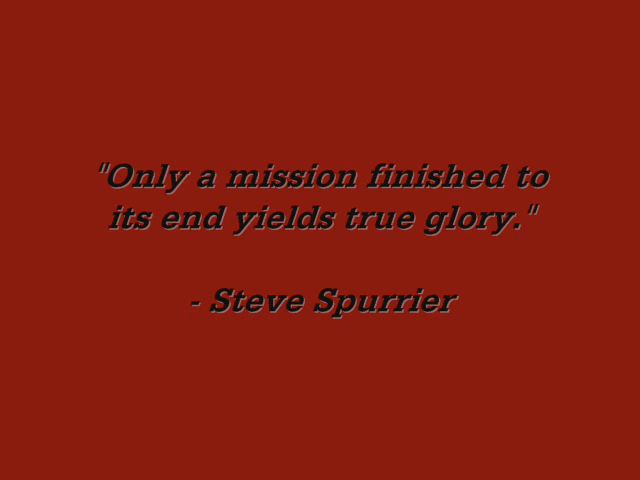 "Only a mission finished to
its end yields true glory."
- Steve Spurrier